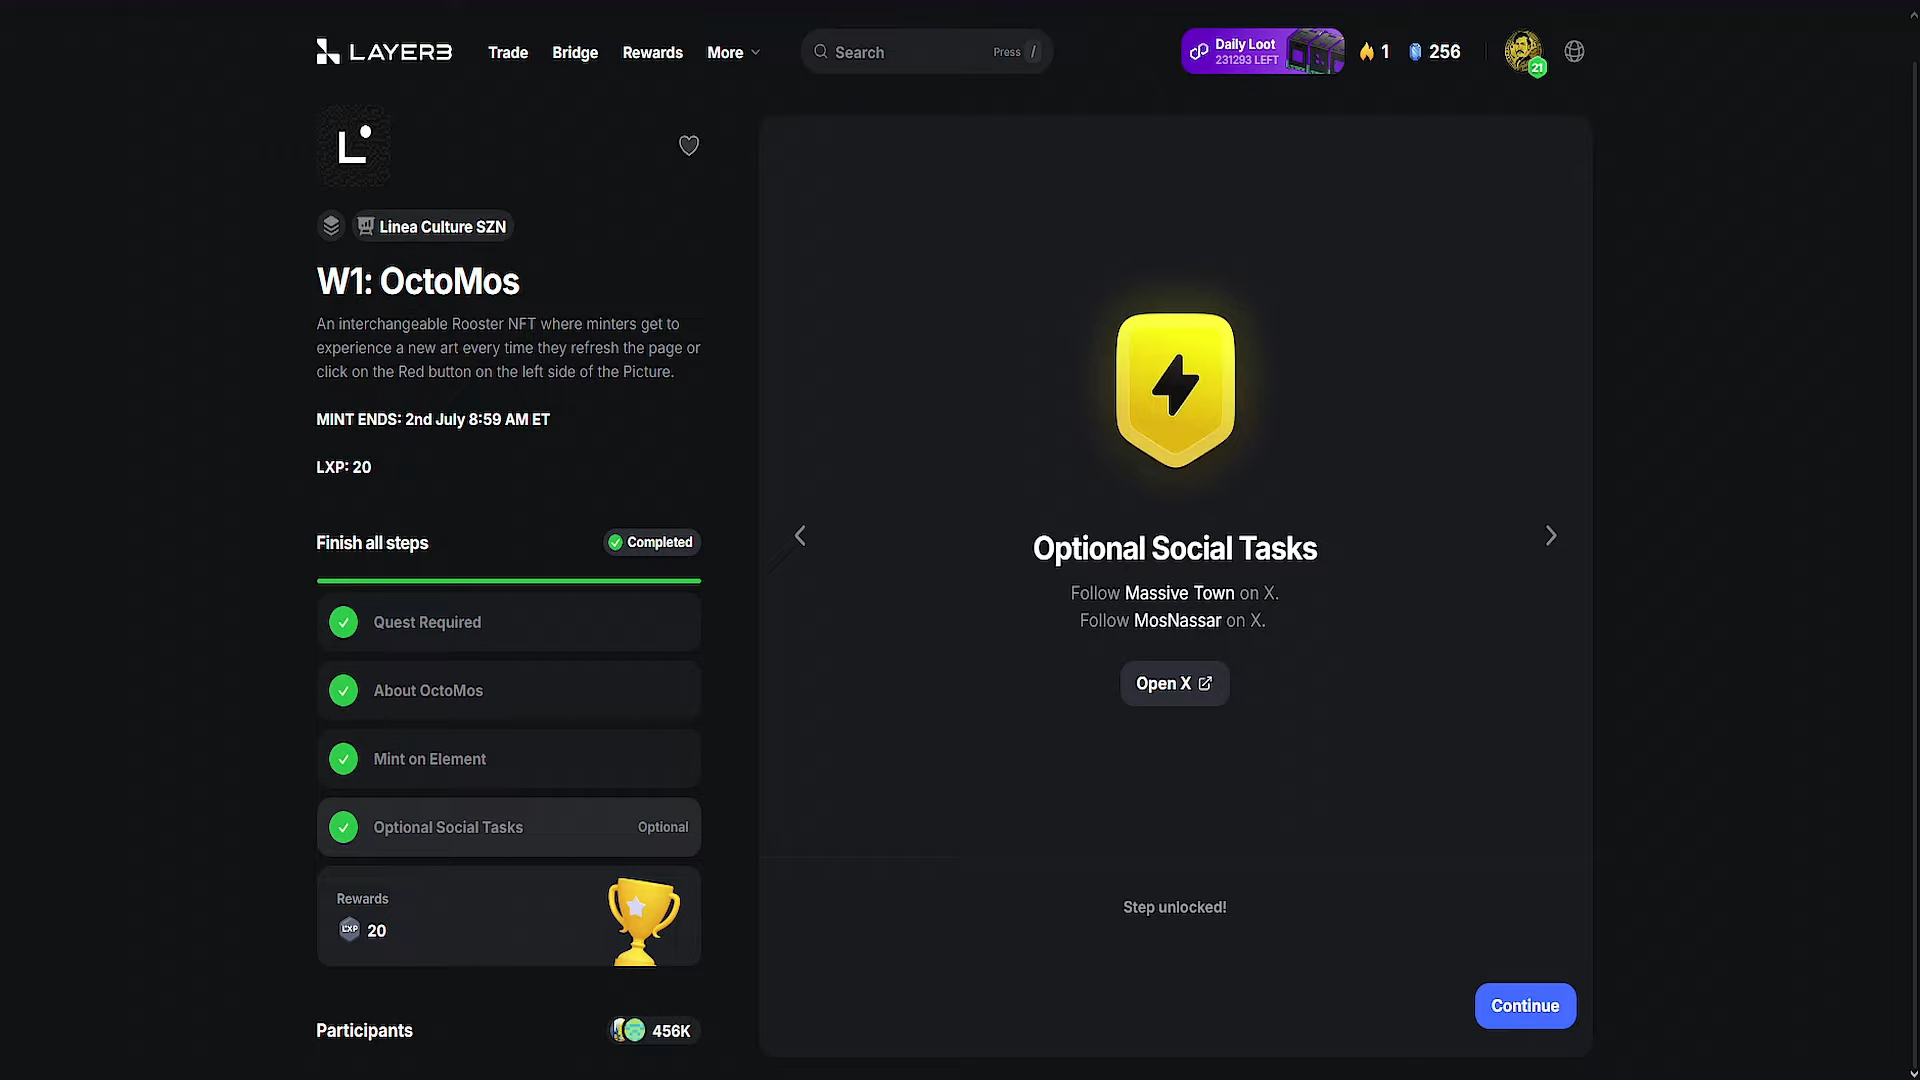 LAYER3
Trade
Bridge
Rewards
More
Search
Press /
Daily Loot
231293 LEFT
1
256
21
L
Linea Culture SZN
W1: OctoMos
An interchangeable Rooster NFT where minters get to
experience a new art every time they refresh the page or
click on the Red button on the left side of the Picture.
MINT ENDS: 2nd July 8:59 AM ET
LXP: 20
Finish all steps
Completed
Quest Required
About OctoMos
Mint on Element
Optional Social Tasks
Optional
Rewards
LXP
20
Participants
456K
Optional Social Tasks
Follow Massive Town on X.
Follow MosNassar on X.
Open X
Step unlocked!
Continue